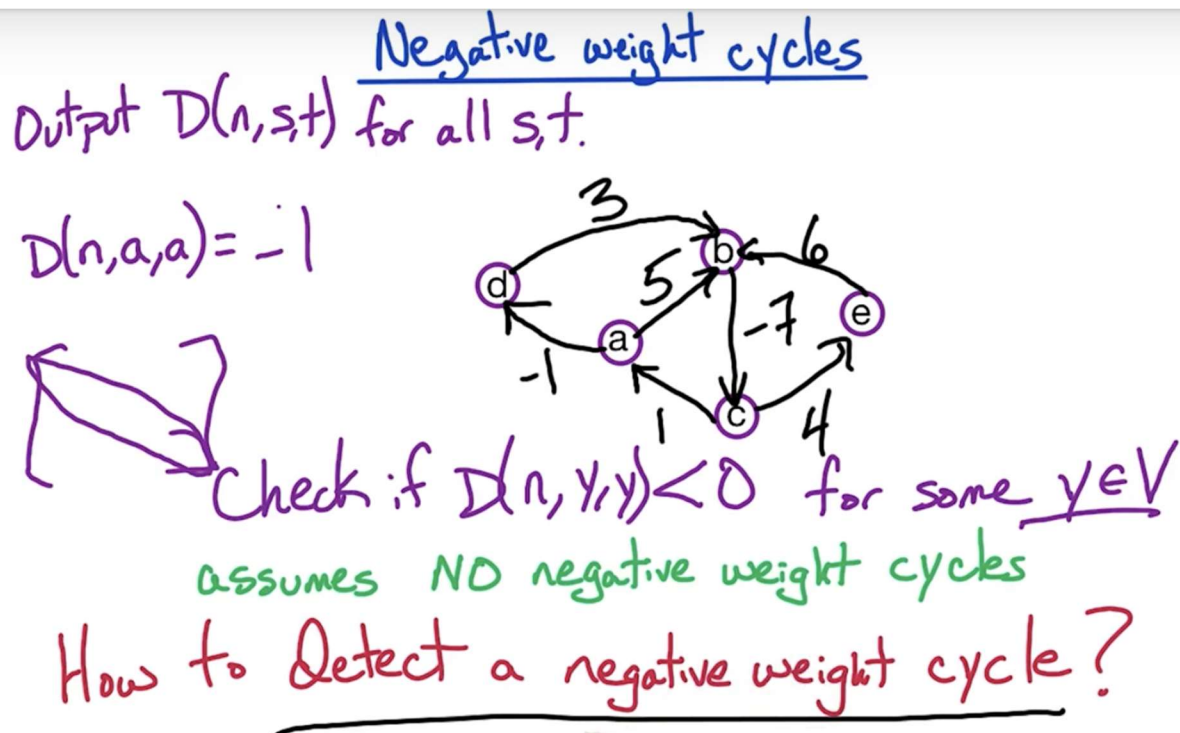 Negative weight cycles
Output D(n,s,t) for all s,t.
D(n,a,a) = -1
3
b
6
5
d
-7
e
a
-1
1
c
4
Check if D(n,y,y)<0 for some y∈V
assumes NO negative weight cycles
How to Detect a negative weight cycle?